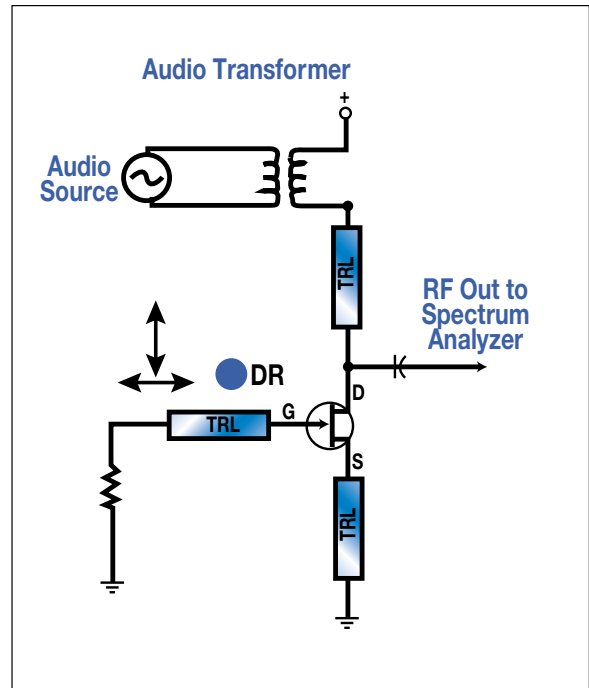 Audio Transformer
+
Audio
Source
TRL
RF Out to
Spectrum
Analyzer
DR
D
G
TRL
S
TRL